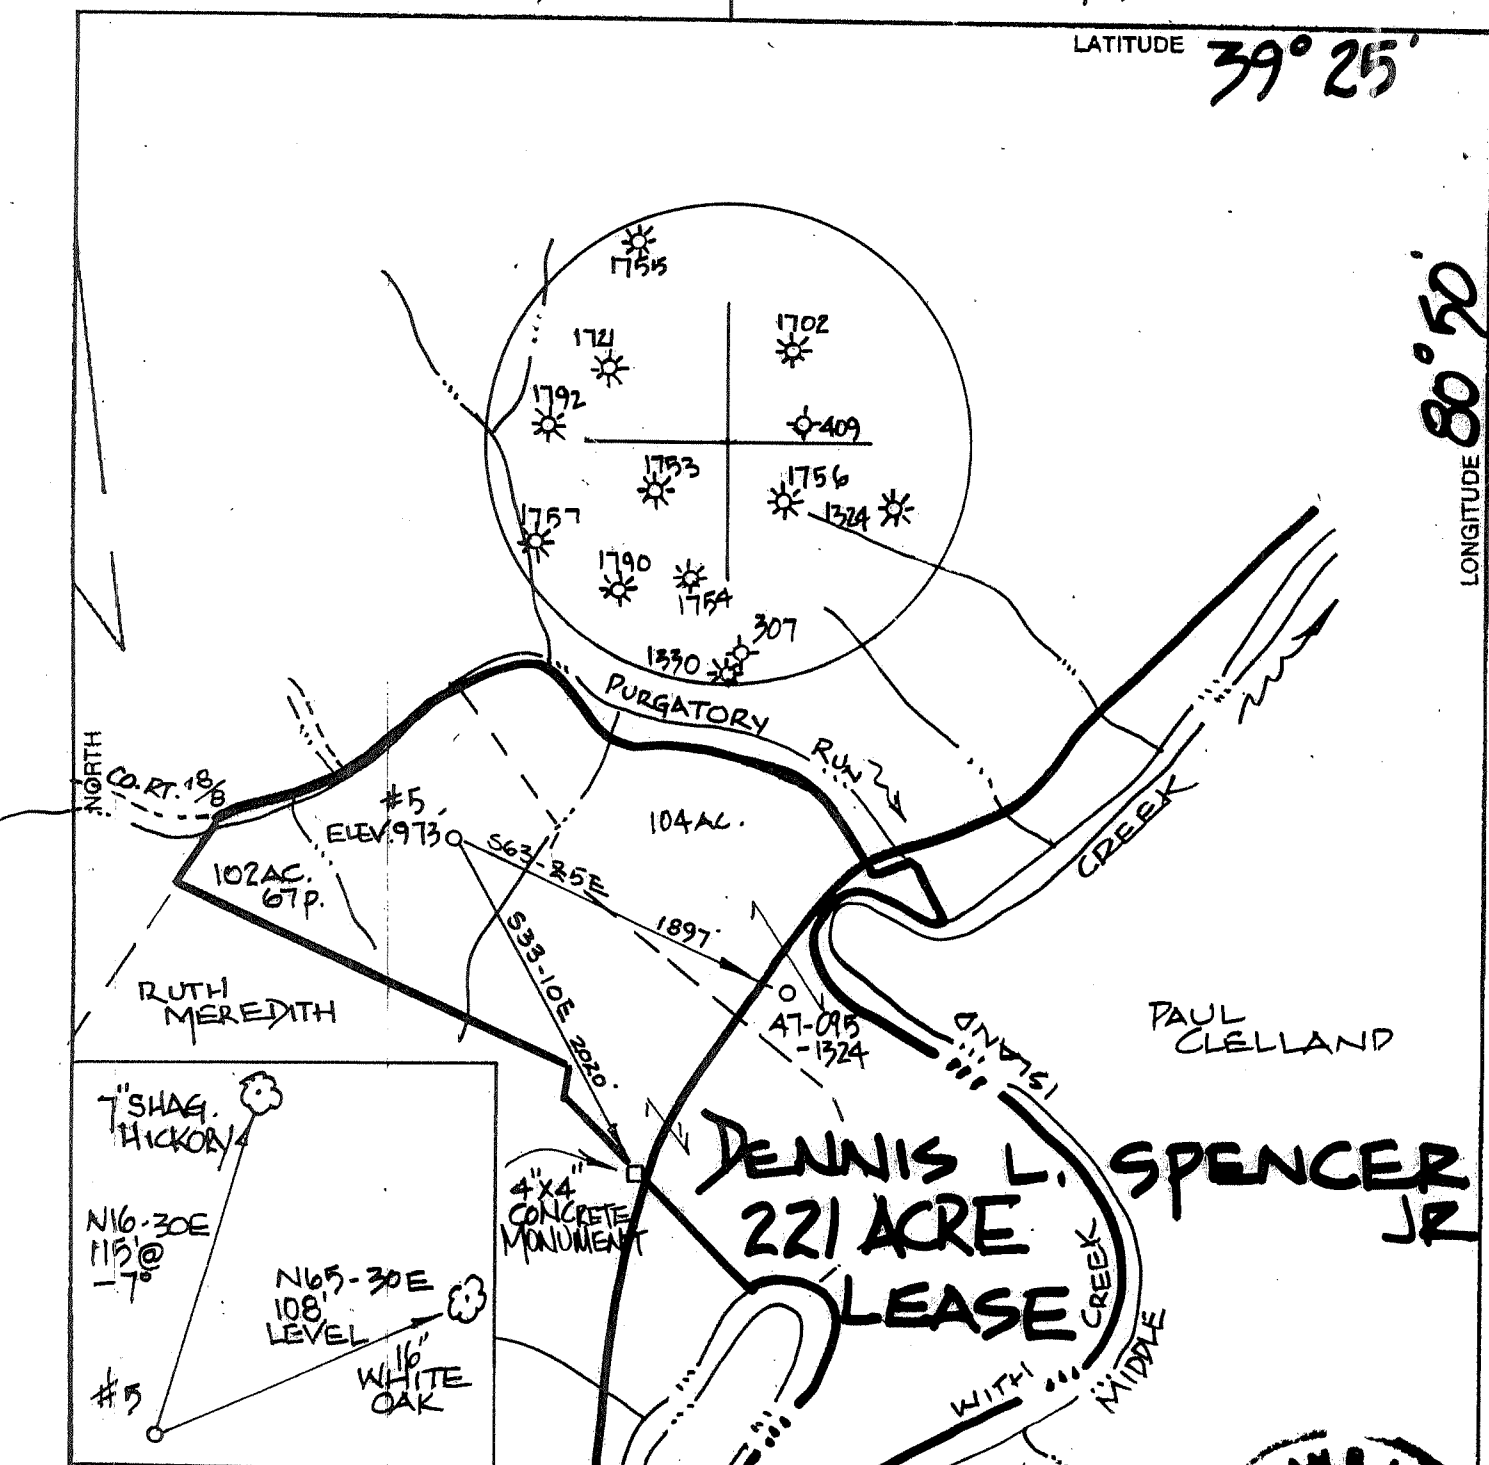 LATITUDE 39° 25'
LONGITUDE 80° 50'
1755
1721
1702
1792
409
1753
1756
1324
1757
1790
1754
307
1330
PURGATORY
RUN
NORTH
CO. RT. 18/8
#5
ELEV. 973'
104 AC.
S63-25E
1897'
102 AC.
67 P.
S33-10E 2020'
RUTH
MEREDITH
47-095
-1324
CREEK
PAUL
CLELLAND
ISLAND
7" SHAG.
HICKORY
N16-30E
115' @
-7°
N65-30E
108'
LEVEL
16"
WHITE
OAK
#5
4" X 4"
CONCRETE
MONUMENT
DENNIS L. SPENCER
JR
221 ACRE
LEASE
CREEK
MIDDLE
WITH